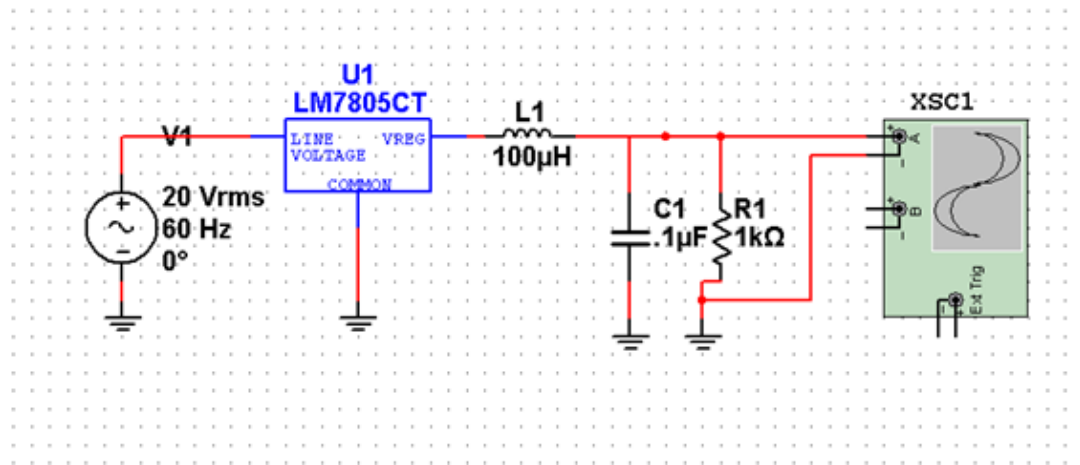 U1
LM7805CT
V1
LINE VREG
VOLTAGE
COMMON
20 Vrms
60 Hz
0°
L1
100μH
C1
.1μF
R1
1kΩ
XSC1
A
B
Ext Trig
+
−